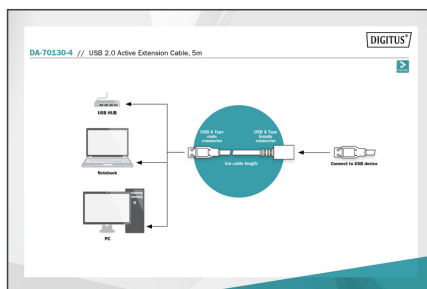 DIGITUS®
DA-70130-4 // USB 2.0 Active Extension Cable, 5m
USB HUB
USB A Type
male
connector
USB A Type
female
connector
5m cable length
Notebook
Connect to USB device
PC